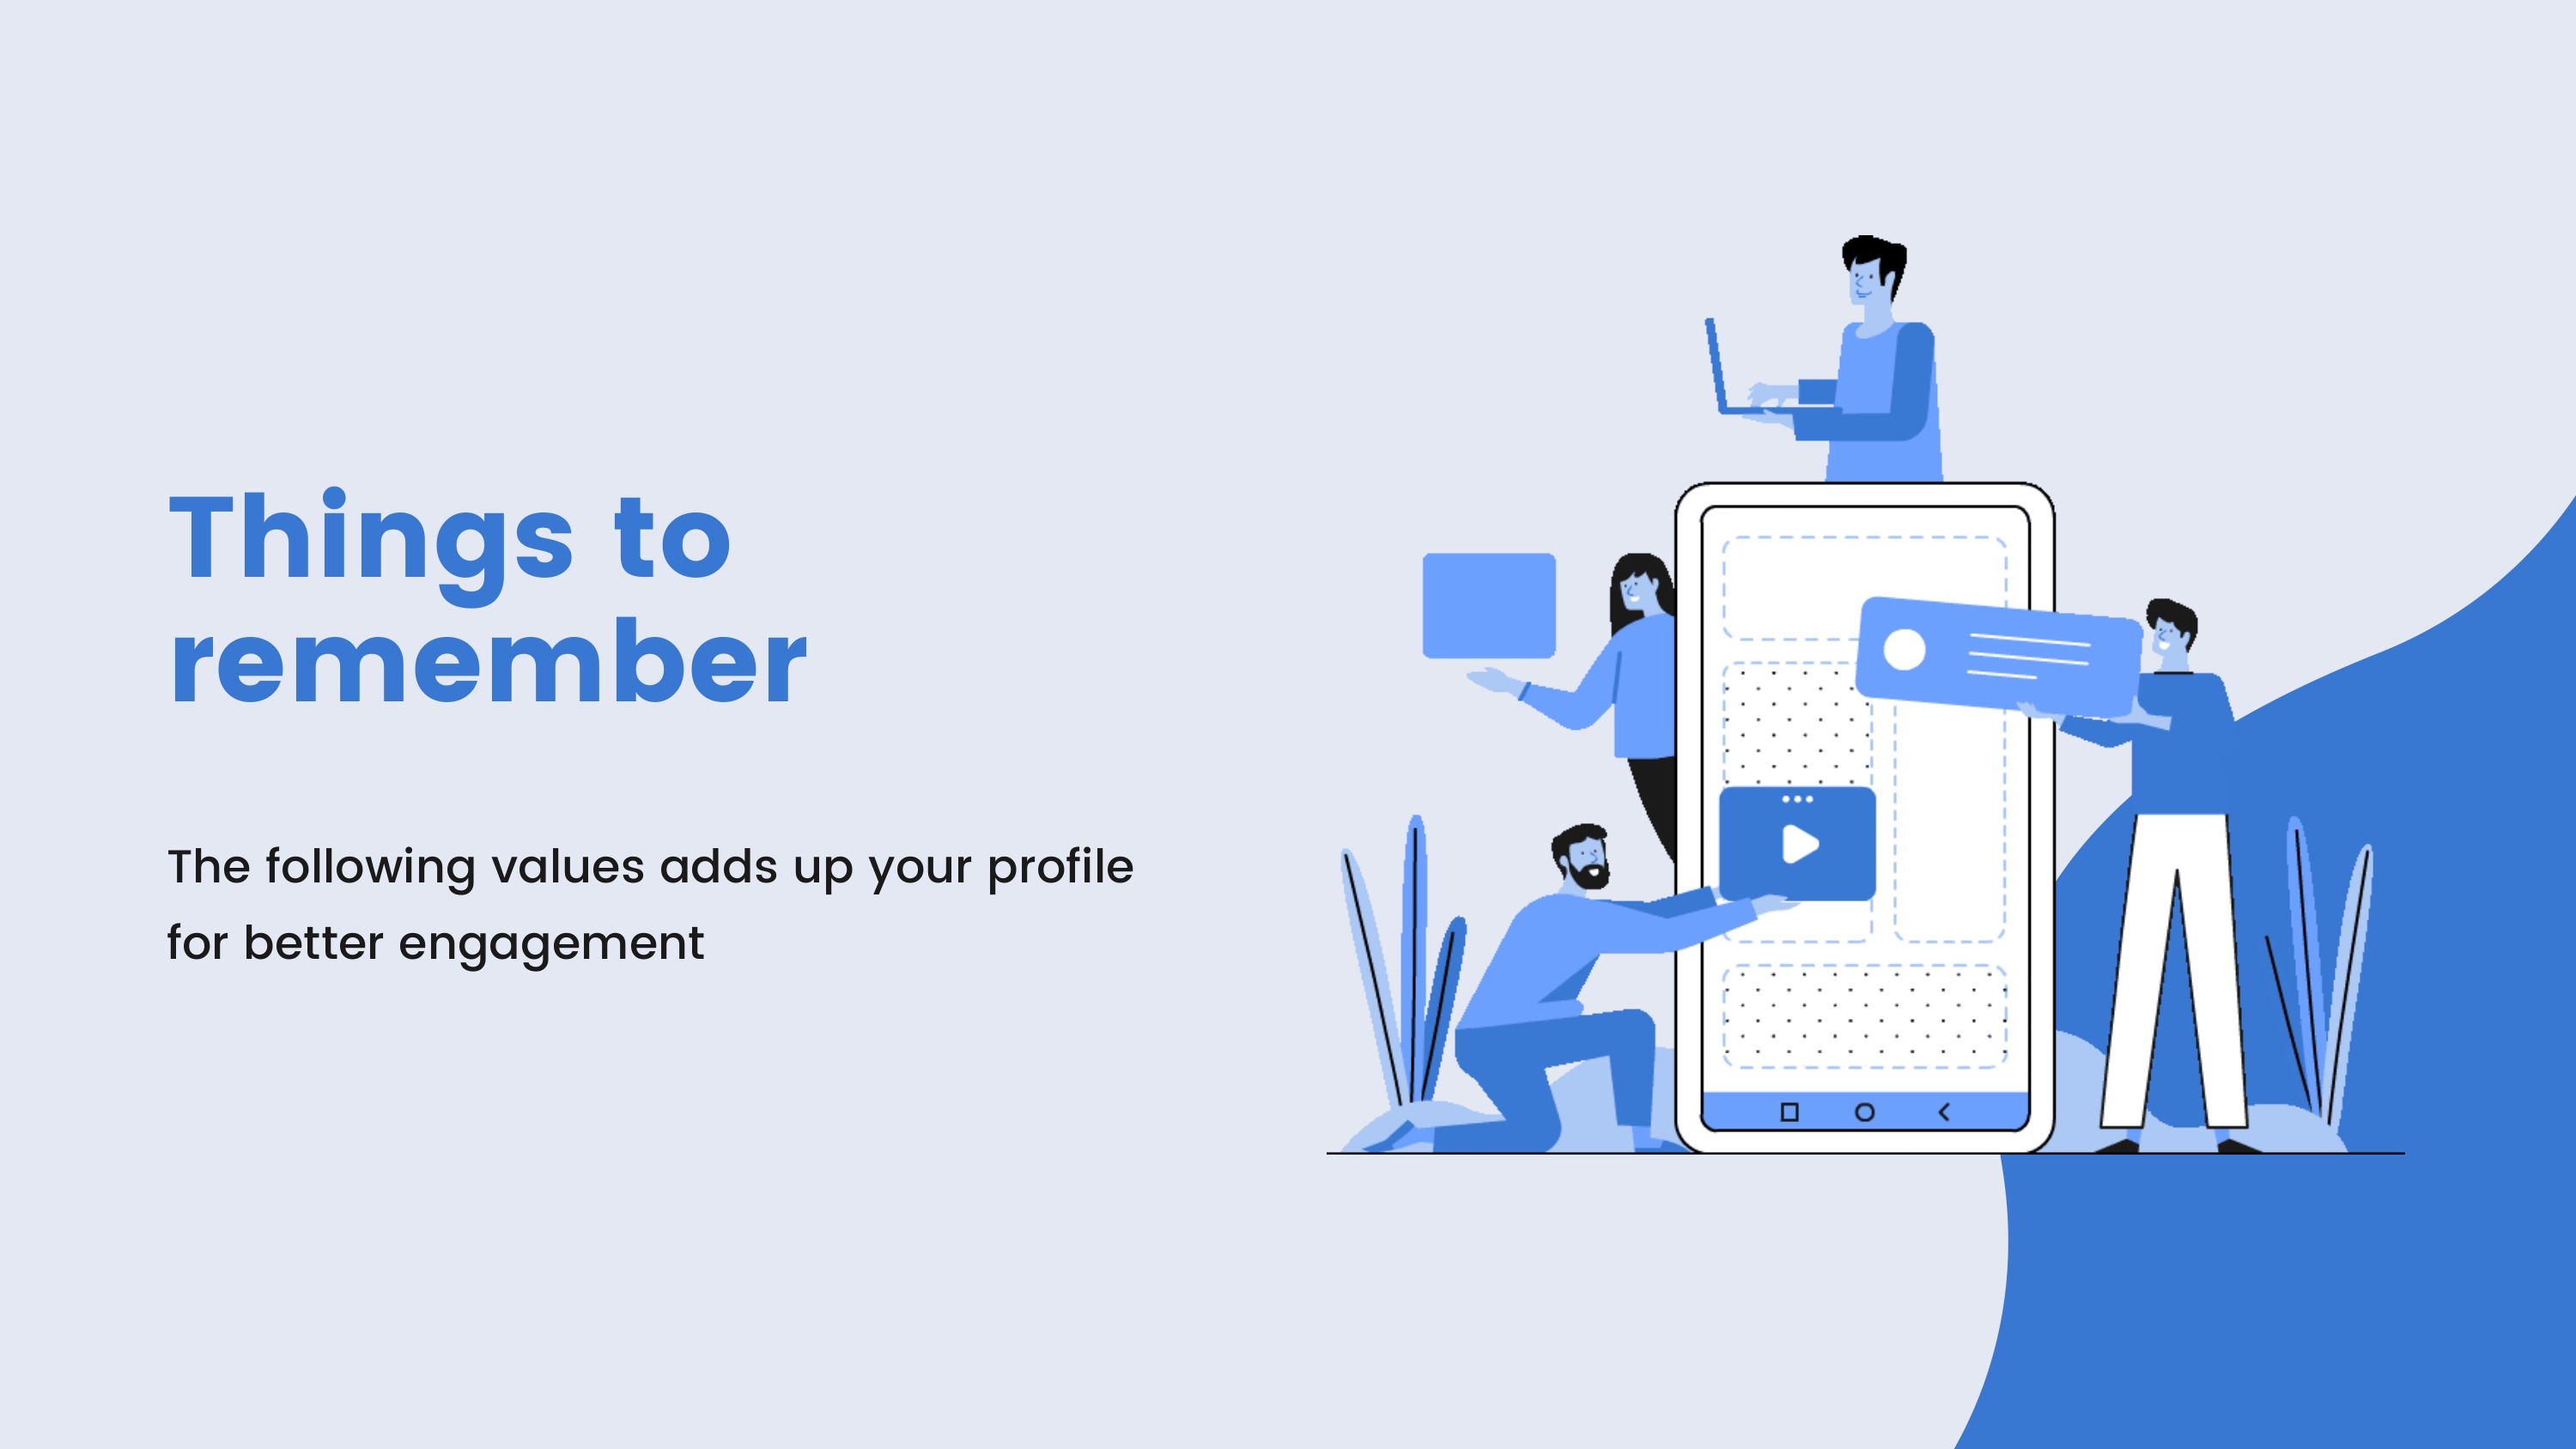 Things to
remember
The following values adds up your profile
for better engagement